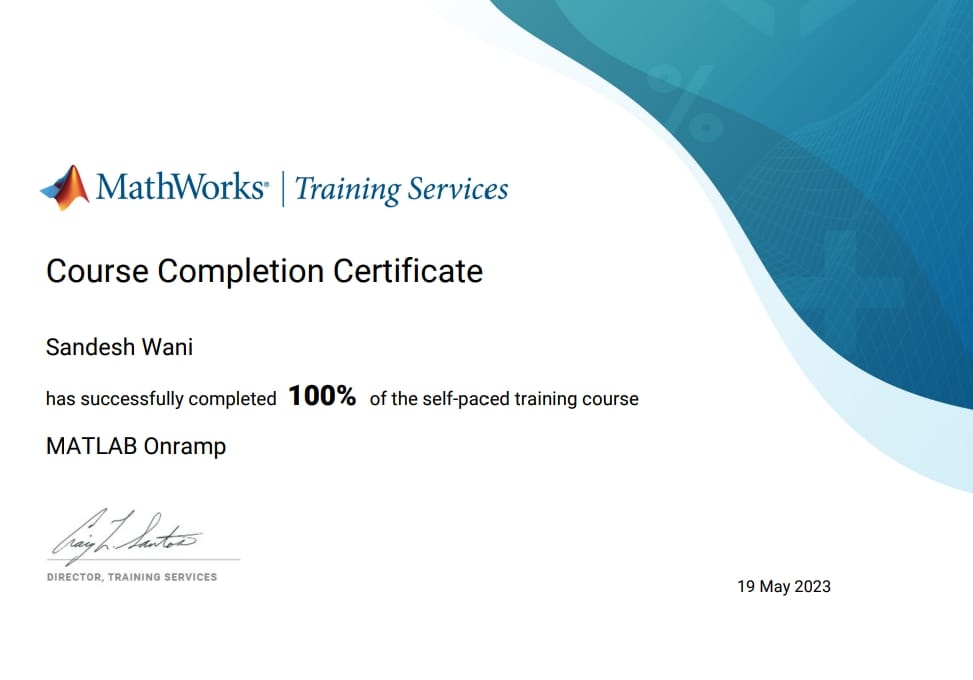 MathWorks® | Training Services
Course Completion Certificate
Sandesh Wani
has successfully completed 100% of the self-paced training course
MATLAB Onramp
Craig L. Santos
DIRECTOR, TRAINING SERVICES
19 May 2023